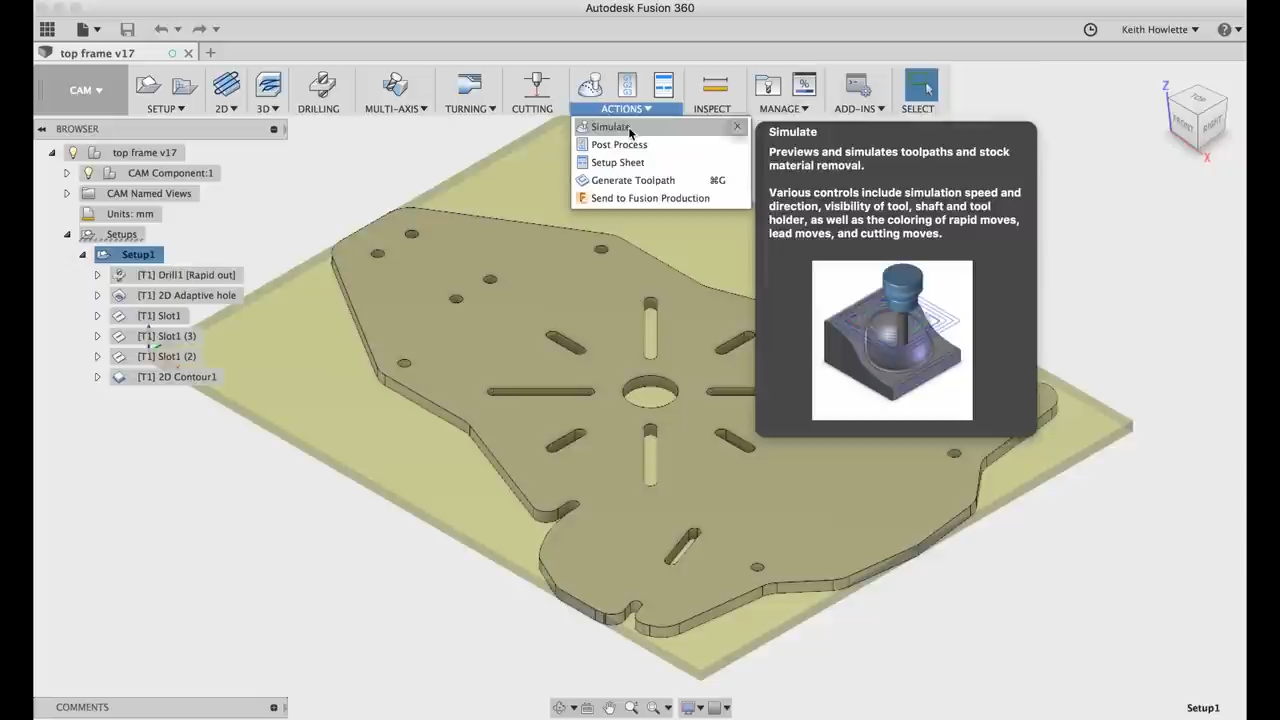 Autodesk Fusion 360
Keith Howlette
top frame v17
CAM
SETUP
2D
3D
DRILLING
MULTI-AXIS
TURNING
CUTTING
ACTIONS
INSPECT
MANAGE
ADD-INS
SELECT
G1
G2
%
BROWSER
top frame v17
CAM Component:1
CAM Named Views
Units: mm
Setups
Setup1
[T1] Drill1 [Rapid out]
[T1] 2D Adaptive hole
[T1] Slot1
[T1] Slot1 (3)
[T1] Slot1 (2)
[T1] 2D Contour1
Simulate
Post Process
Setup Sheet
Generate Toolpath ⌘G
Send to Fusion Production
Simulate
Previews and simulates toolpaths and stock
material removal.
Various controls include simulation speed and
direction, visibility of tool, shaft and tool
holder, as well as the coloring of rapid moves,
lead moves, and cutting moves.
Z
TOP
FRONT
RIGHT
X
COMMENTS
Setup1